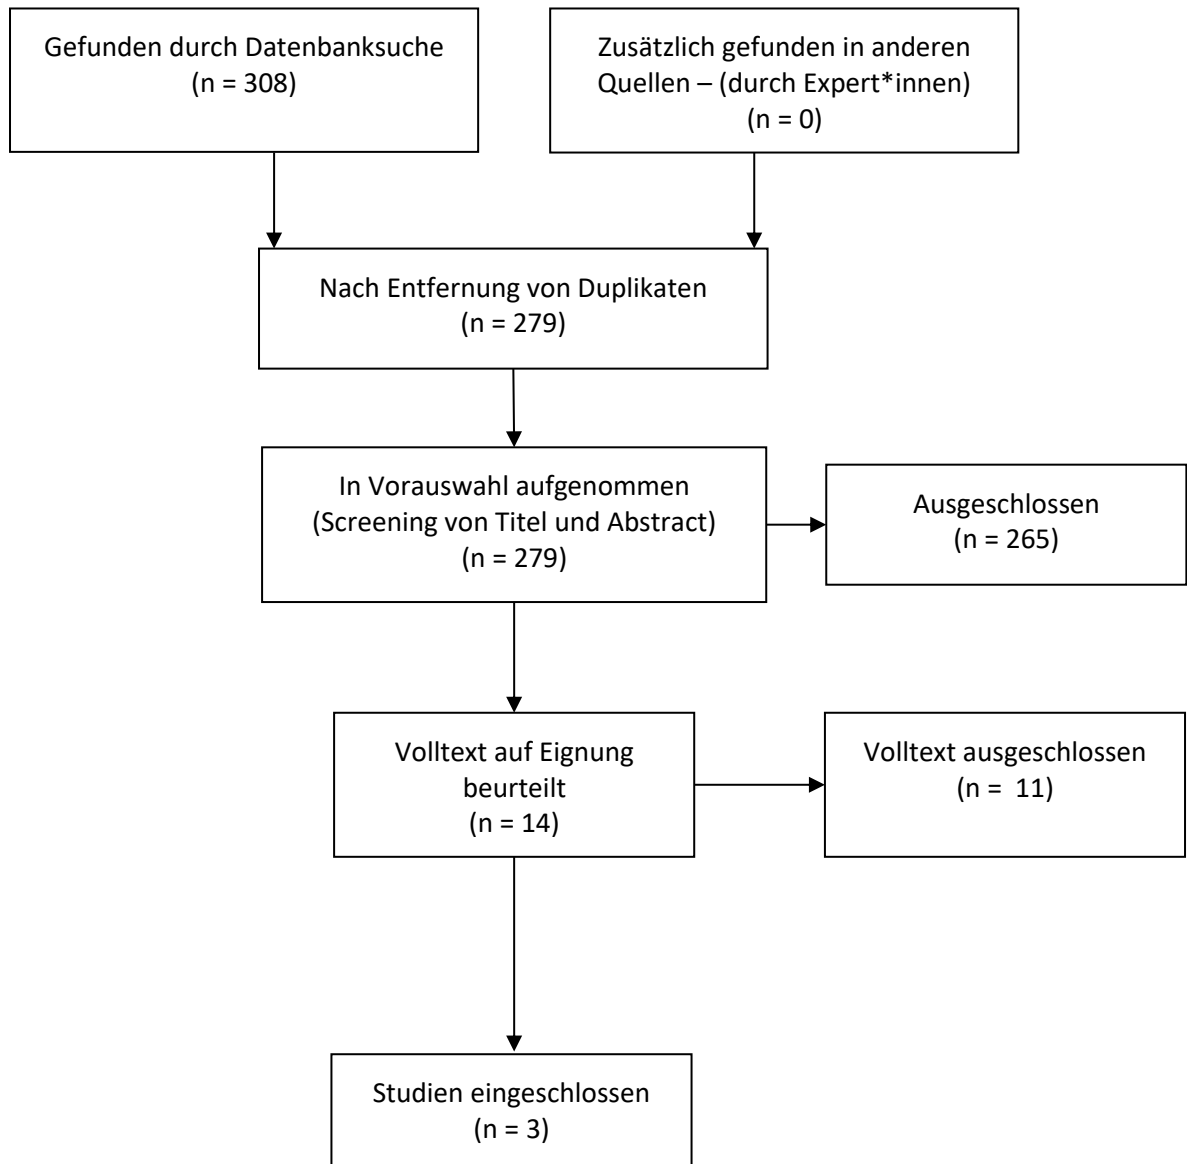 Gefunden durch Datenbanksuche
(n = 308)
Zusätzlich gefunden in anderen
Quellen – (durch Expert*innen)
(n = 0)
Nach Entfernung von Duplikaten
(n = 279)
In Vorauswahl aufgenommen
(Screening von Titel und Abstract)
(n = 279)
Ausgeschlossen
(n = 265)
Volltext auf Eignung
beurteilt
(n = 14)
Volltext ausgeschlossen
(n =  11)
Studien eingeschlossen
(n = 3)